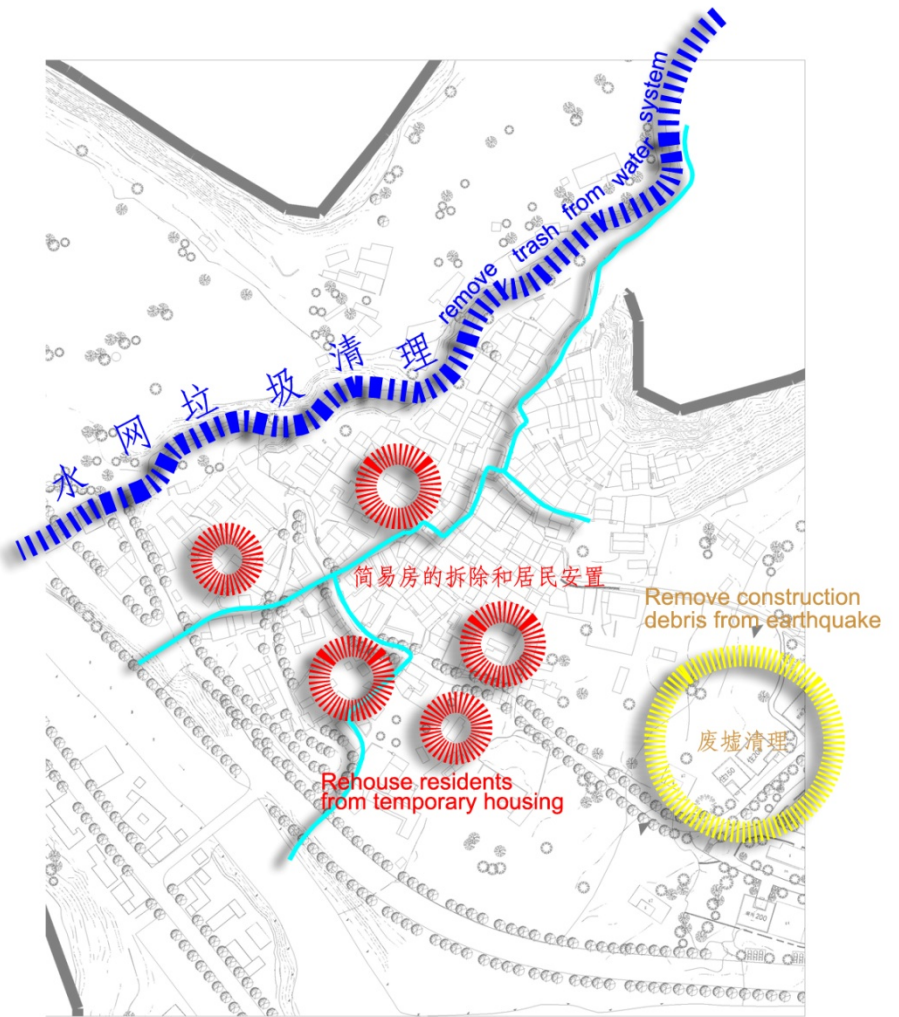 remove trash from water system
水网垃圾清理
简易房的拆除和居民安置
Remove construction
debris from earthquake
废墟清理
Rehouse residents
from temporary housing